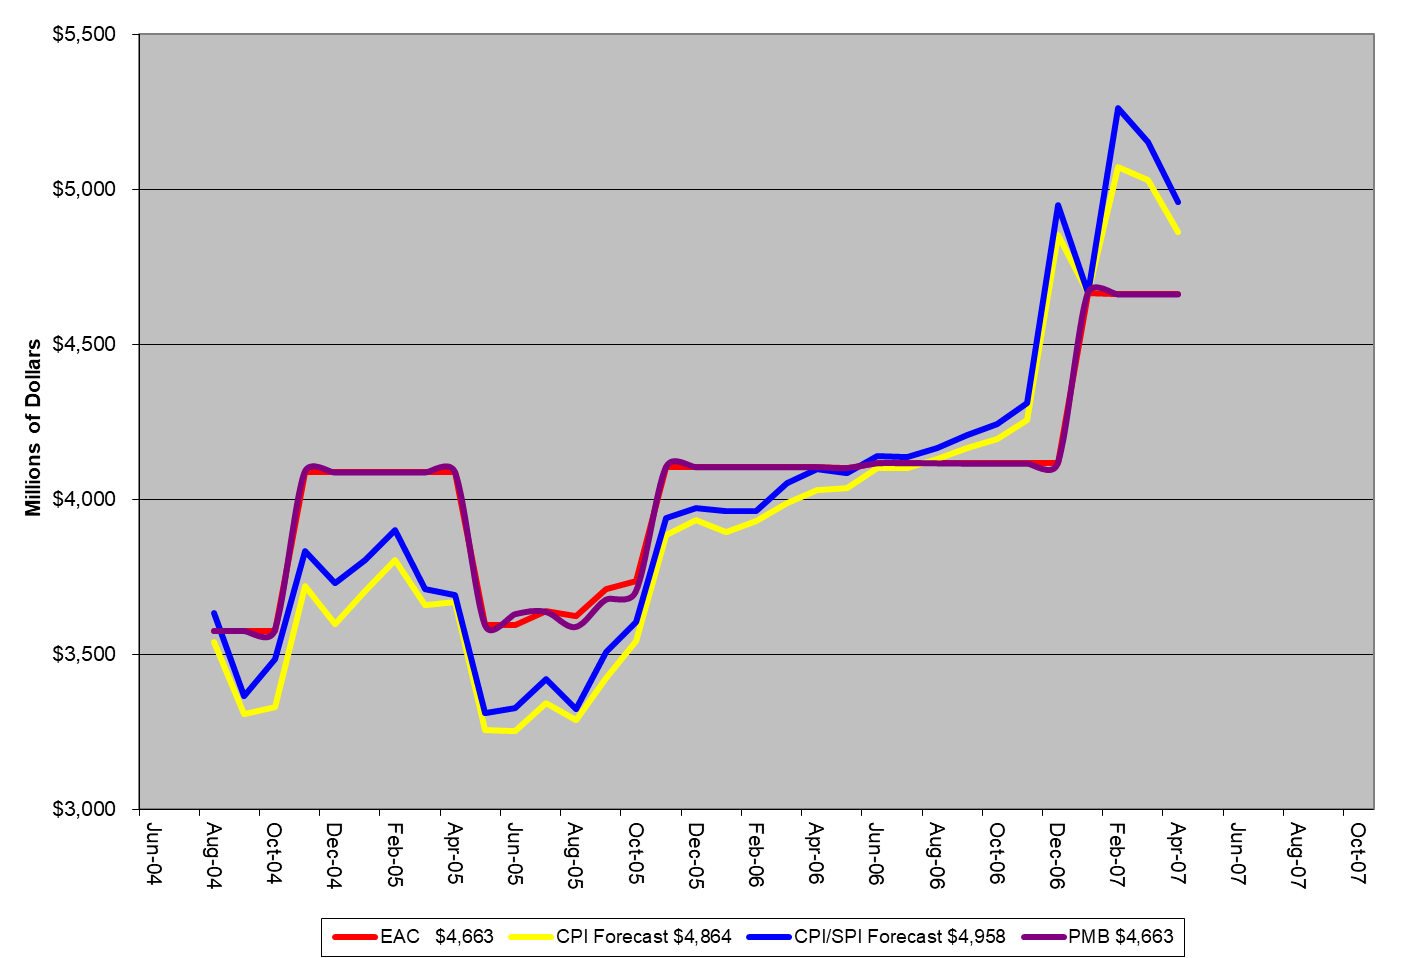 $5,500
$5,000
$4,500
$4,000
$3,500
$3,000
Millions of Dollars
Jun-04
Aug-04
Oct-04
Dec-04
Feb-05
Apr-05
Jun-05
Aug-05
Oct-05
Dec-05
Feb-06
Apr-06
Jun-06
Aug-06
Oct-06
Dec-06
Feb-07
Apr-07
Jun-07
Aug-07
Oct-07
EAC $4,663 CPI Forecast $4,864 CPI/SPI Forecast $4,958 PMB $4,663